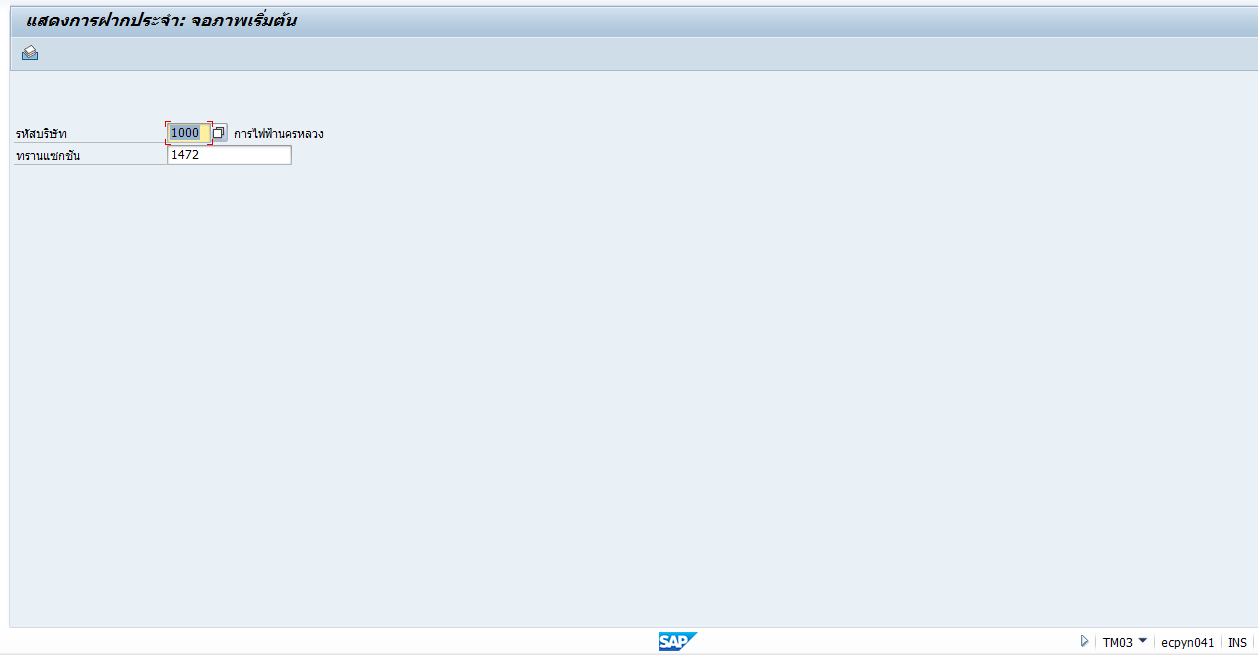 แสดงการฝากประจำ: จอภาพเริ่มต้น
รหัสบริษัท 1000 การไฟฟ้านครหลวง
ทรานแซกชัน 1472
SAP TM03 ecpyn041 INS